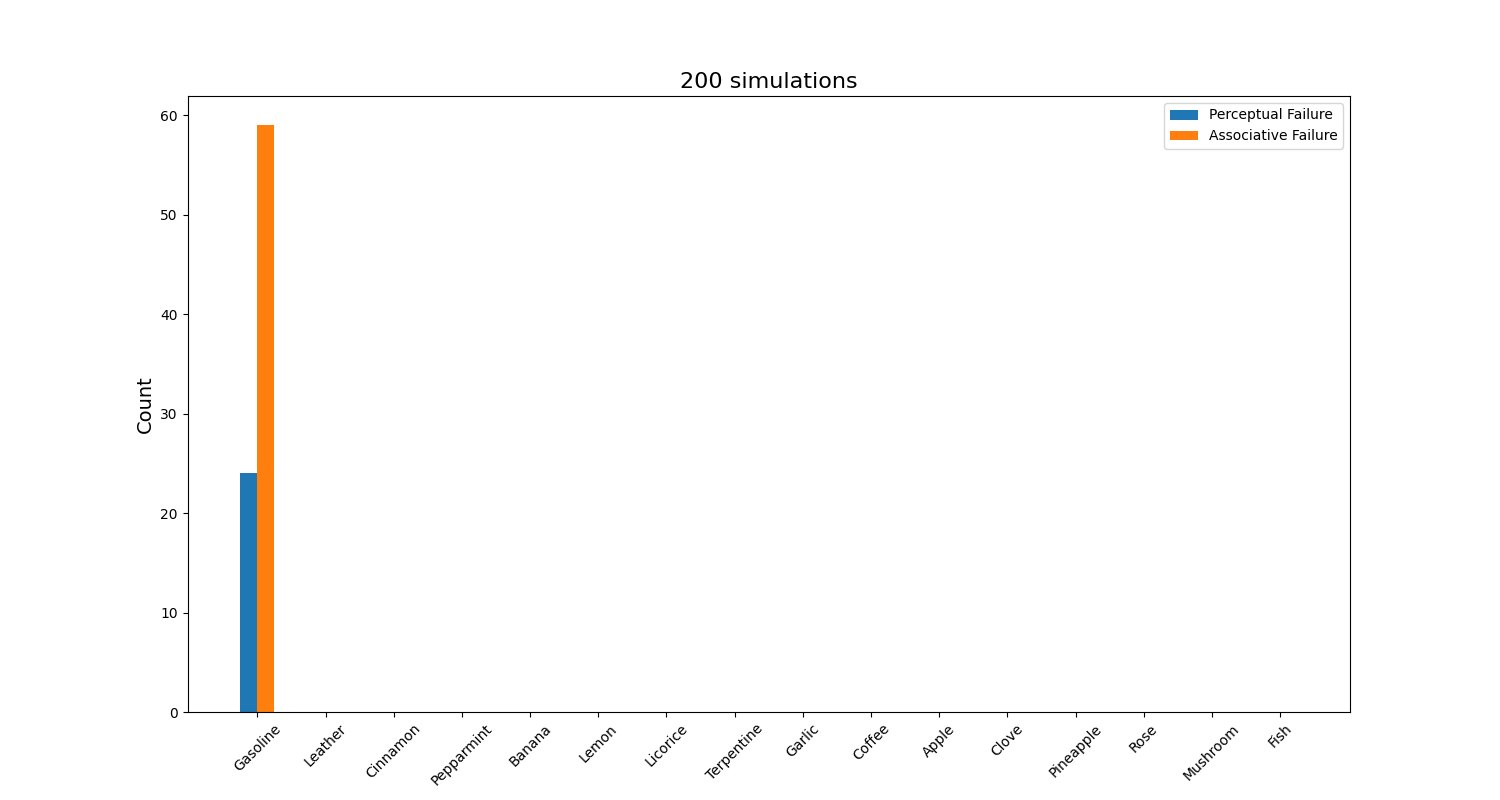 200 simulations
Perceptual Failure
Associative Failure
Count
60
50
40
30
20
10
0
Gasoline
Leather
Cinnamon
Pepparmint
Banana
Lemon
Licorice
Terpentine
Garlic
Coffee
Apple
Clove
Pineapple
Rose
Mushroom
Fish